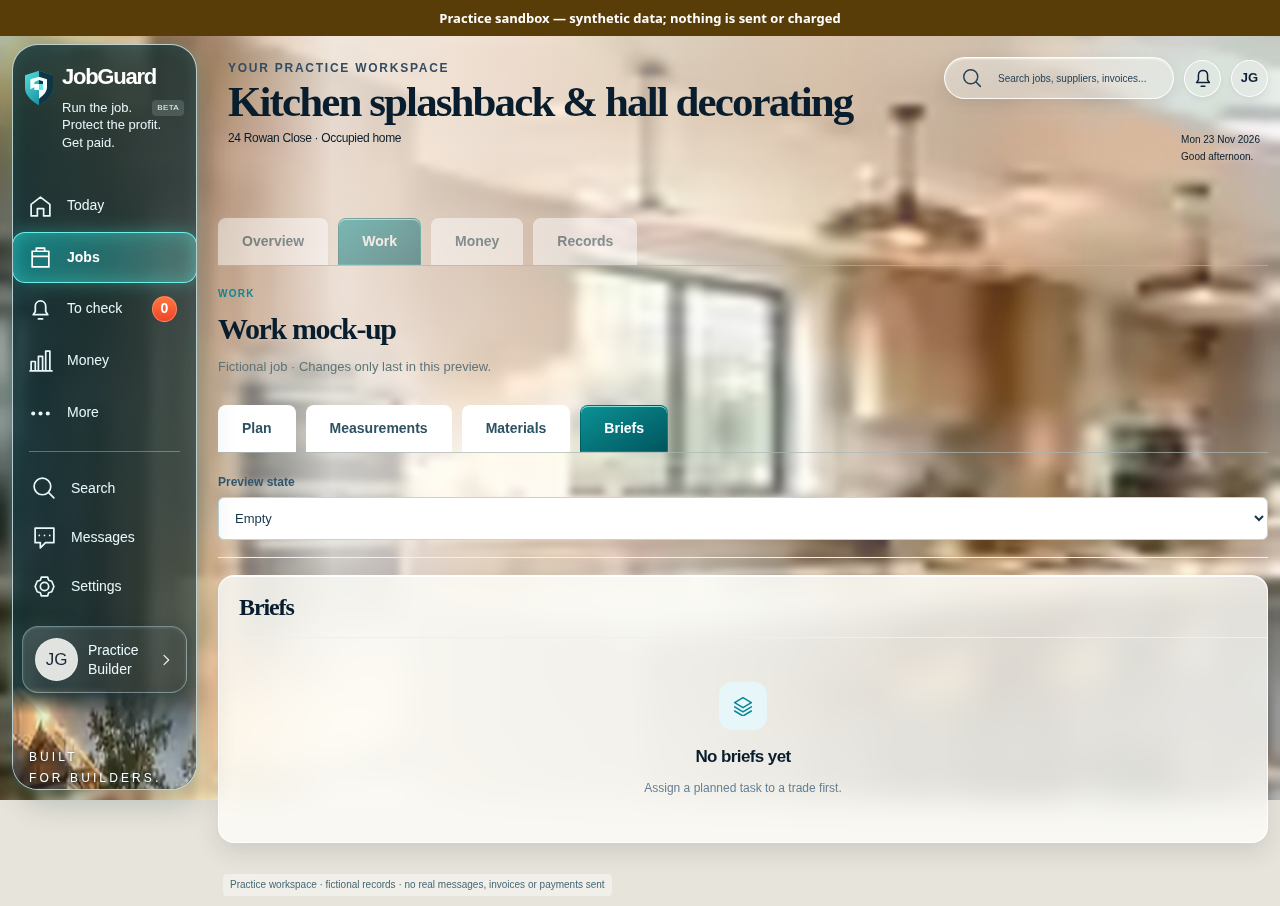 Practice sandbox — synthetic data; nothing is sent or charged
JobGuard
Run the job.
BETA
Protect the profit.
Get paid.
Today
Jobs
To check
0
Money
More
Search
Messages
Settings
JG
Practice
Builder
BUILT
FOR BUILDERS.
YOUR PRACTICE WORKSPACE
Kitchen splashback & hall decorating
24 Rowan Close · Occupied home
Search jobs, suppliers, invoices...
JG
Mon 23 Nov 2026
Good afternoon.
Overview
Work
Money
Records
WORK
Work mock-up
Fictional job · Changes only last in this preview.
Plan
Measurements
Materials
Briefs
Preview state
Empty
Briefs
No briefs yet
Assign a planned task to a trade first.
Practice workspace · fictional records · no real messages, invoices or payments sent